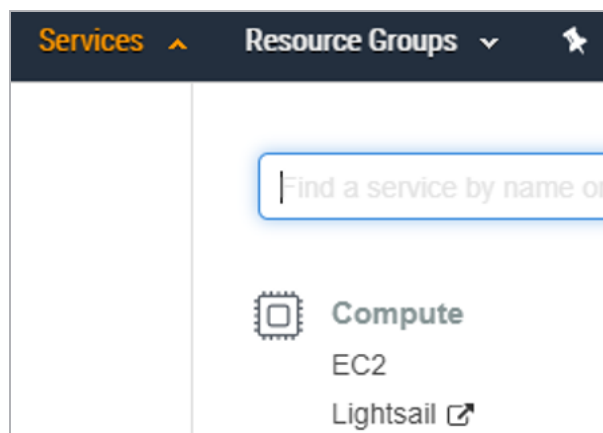 Services Resource Groups
Find a service by name or
Compute
EC2
Lightsail